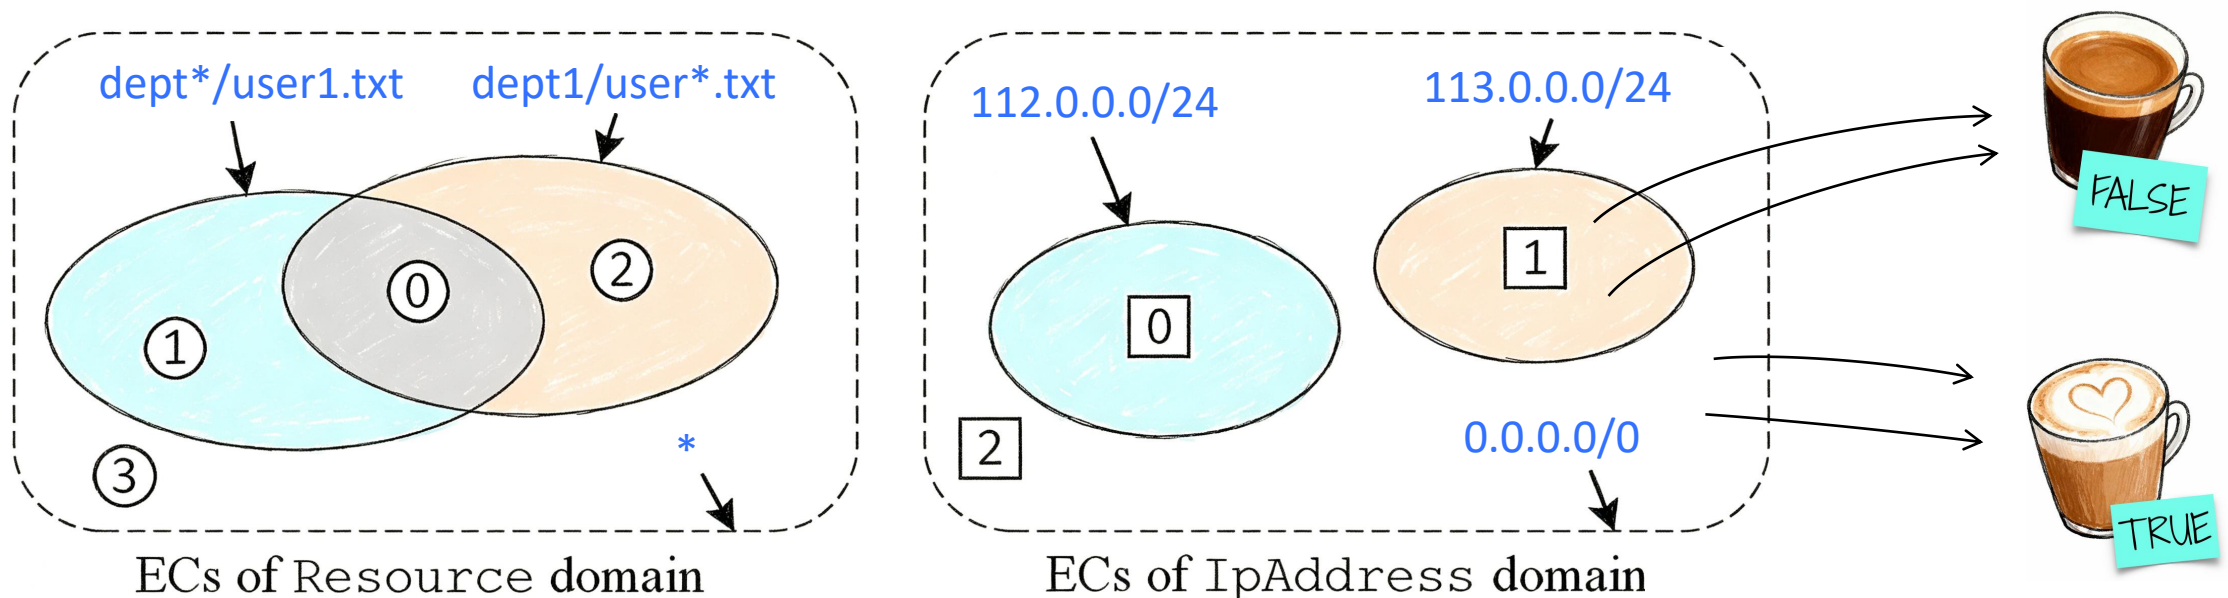 dept*/user1.txt
dept1/user*.txt
1
0
2
3
*
ECs of Resource domain
112.0.0.0/24
113.0.0.0/24
0
1
2
0.0.0.0/0
ECs of IpAddress domain
FALSE
TRUE